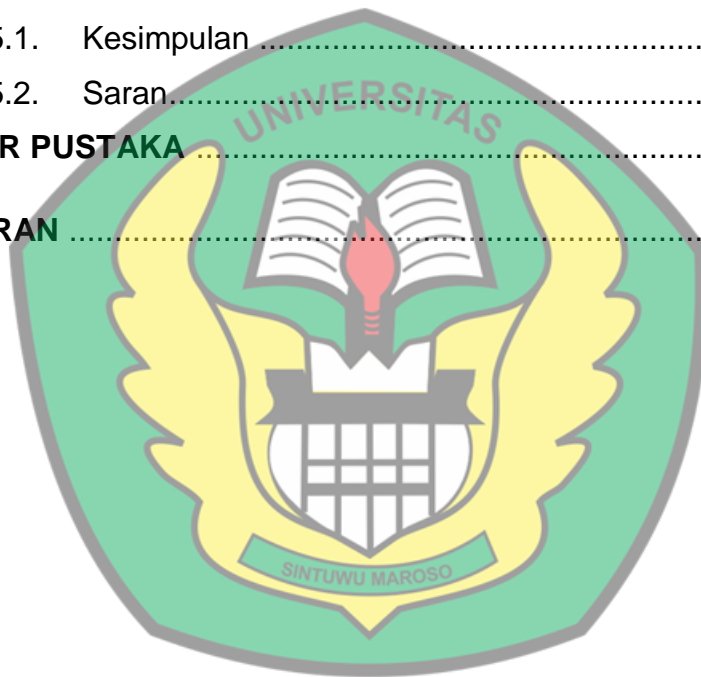 5.1. Kesimpulan ........................................................
5.2. Saran....................................................................
R PUSTAKA ................................................................
RAN ................................................................................
UNIVERSITAS
SINTUWU MAROSO